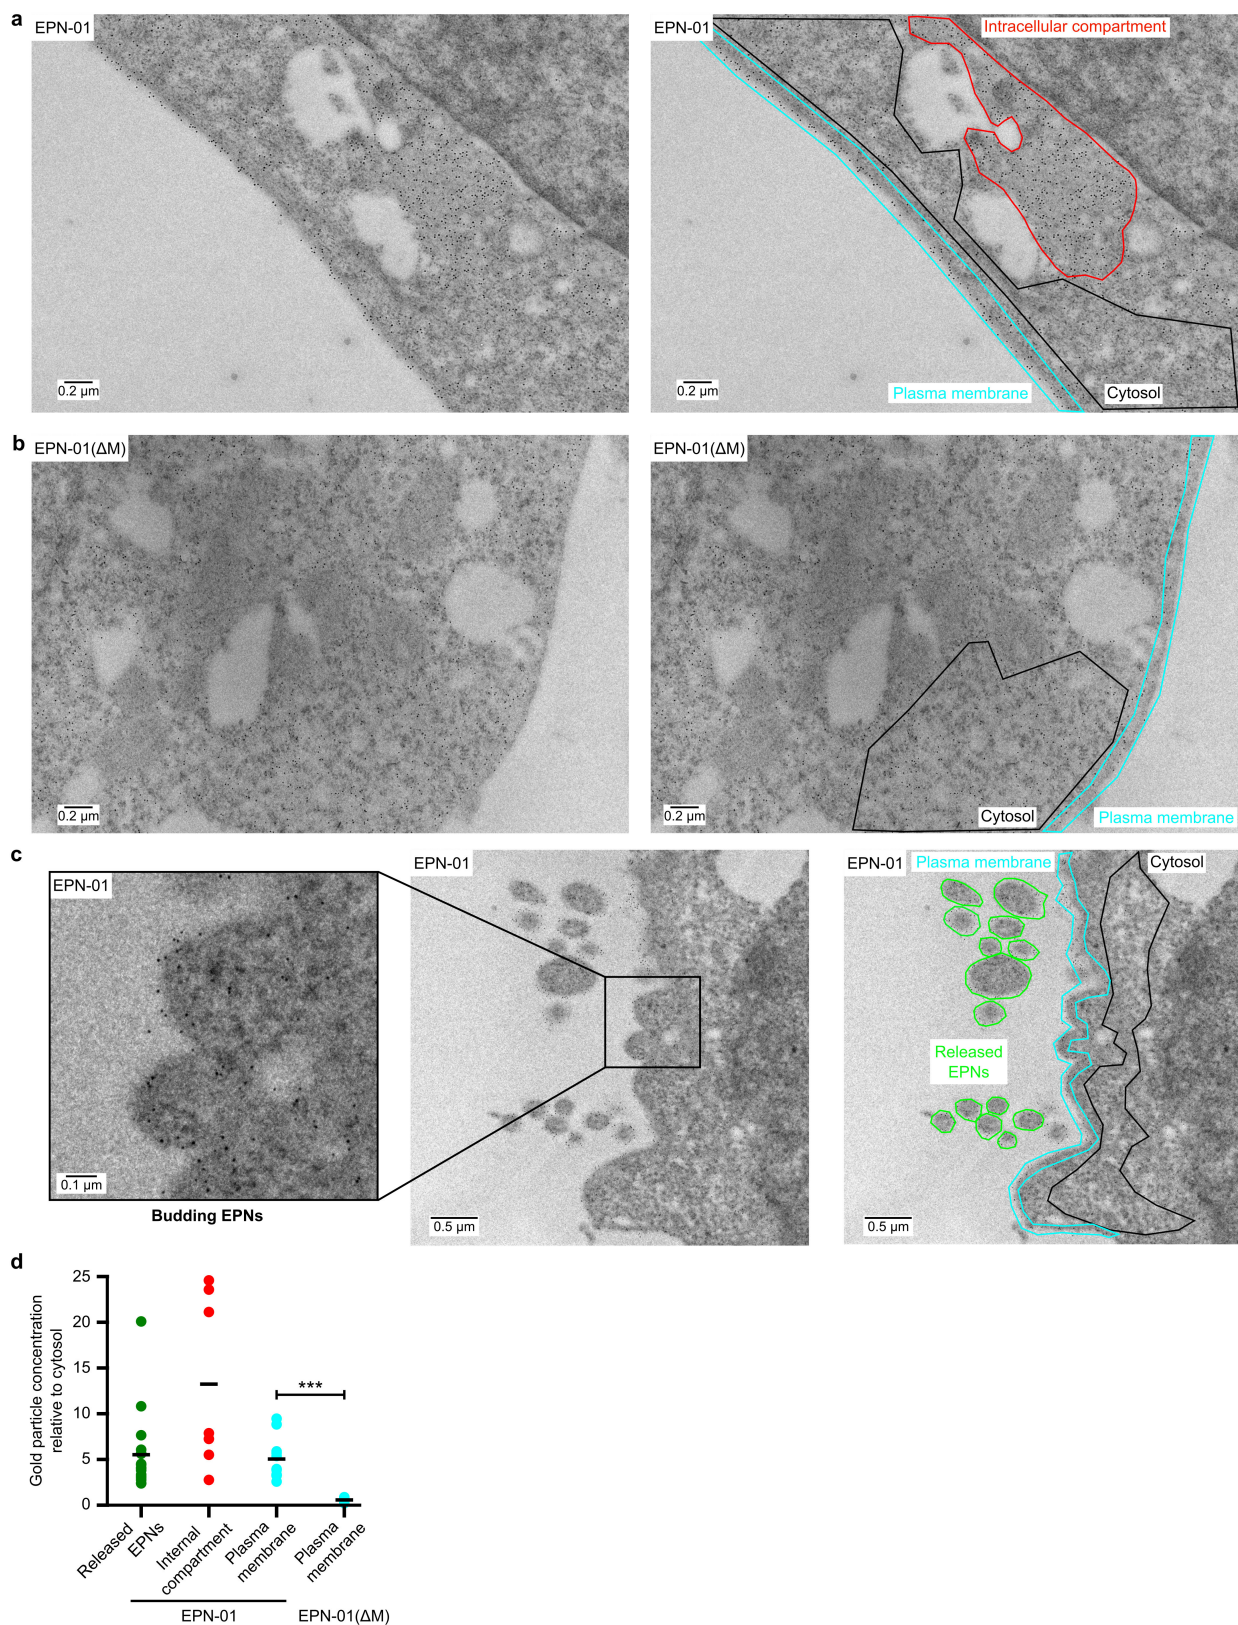 a
EPN-01
0.2 µm
EPN-01
Intracellular compartment
Plasma membrane
Cytosol
0.2 µm
b
EPN-01(ΔM)
0.2 µm
EPN-01(ΔM)
Cytosol
Plasma membrane
0.2 µm
c
EPN-01
0.1 µm
Budding EPNs
EPN-01
0.5 µm
EPN-01
Plasma membrane
Cytosol
Released
EPNs
0.5 µm
d
Gold particle concentration
relative to cytosol
25
20
15
10
5
0
***
Released
EPNs
Internal
compartment
Plasma
membrane
Plasma
membrane
EPN-01
EPN-01(ΔM)